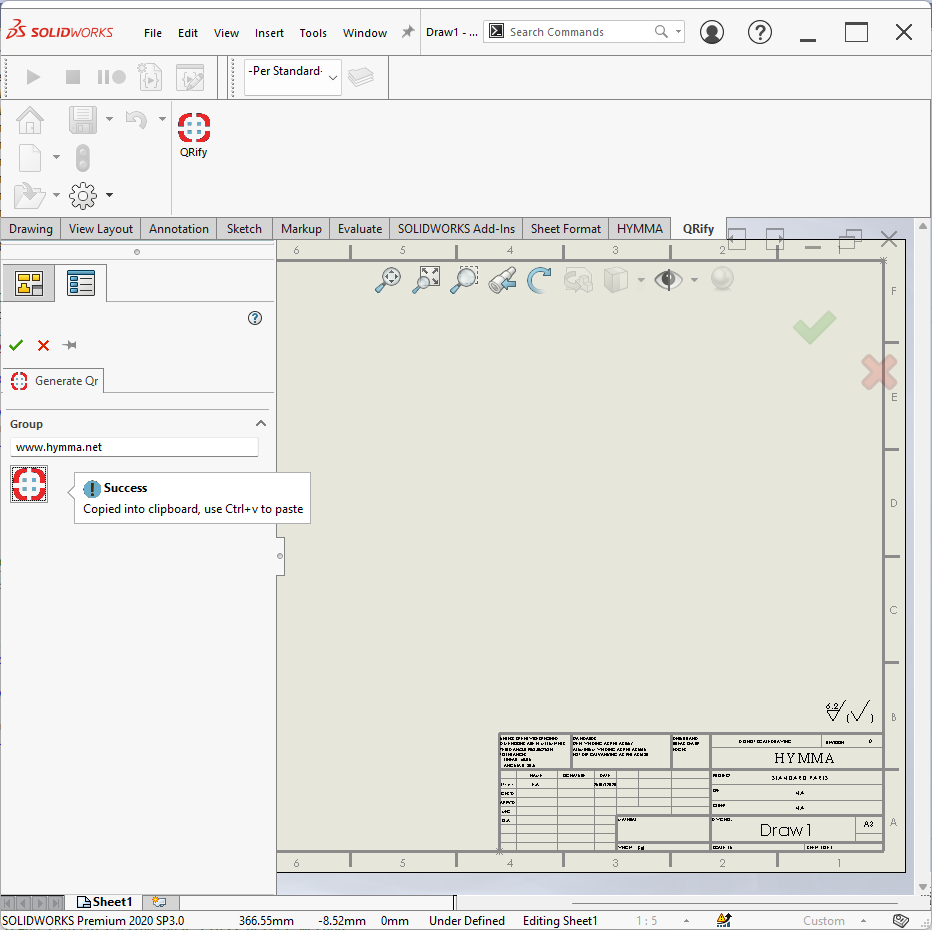 SOLIDWORKS File Edit View Insert Tools Window Draw1 - ... Search Commands
-Per Standard-
QRify
Drawing View Layout Annotation Sketch Markup Evaluate SOLIDWORKS Add-Ins Sheet Format HYMMA QRify
6 5 4 3 2 1
F
Generate Qr
E
Group
www.hymma.net
Success
Copied into clipboard, use Ctrl+v to paste
D
C
B
6.2
HYMMA
STANDARD PARTS
Draw1
A3
A
6 5 4 3 2 1
Sheet1
SOLIDWORKS Premium 2020 SP3.0 366.55mm -8.52mm 0mm Under Defined Editing Sheet1 1 : 5 Custom